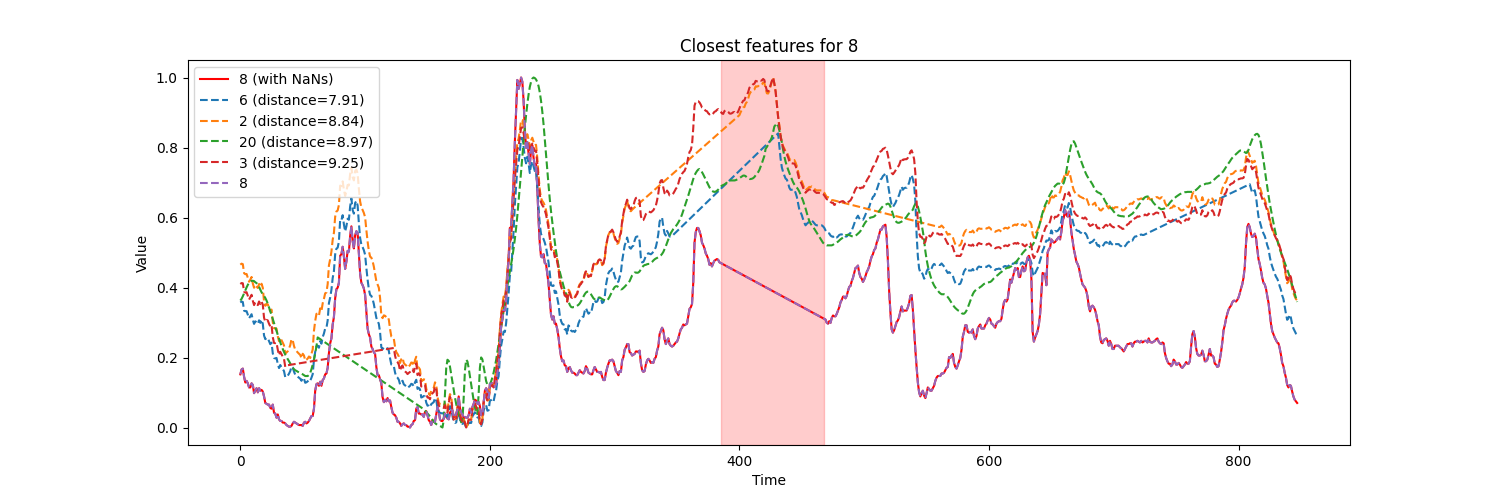 Closest features for 8
8 (with NaNs)
6 (distance=7.91)
2 (distance=8.84)
20 (distance=8.97)
3 (distance=9.25)
8
1.0
0.8
0.6
0.4
0.2
0.0
Value
0 200 400 600 800
Time